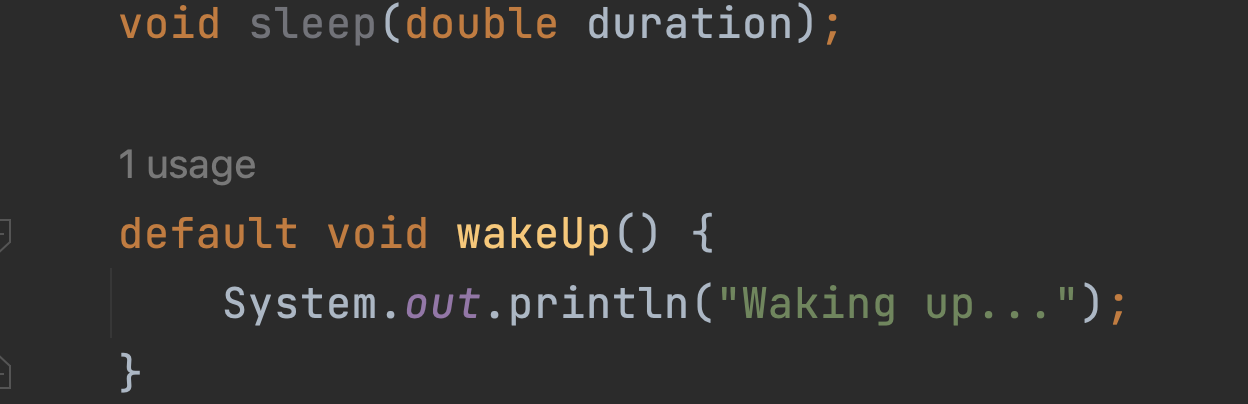 void sleep(double duration);
1 usage
default void wakeUp() {
System.out.println("Waking up...");
}